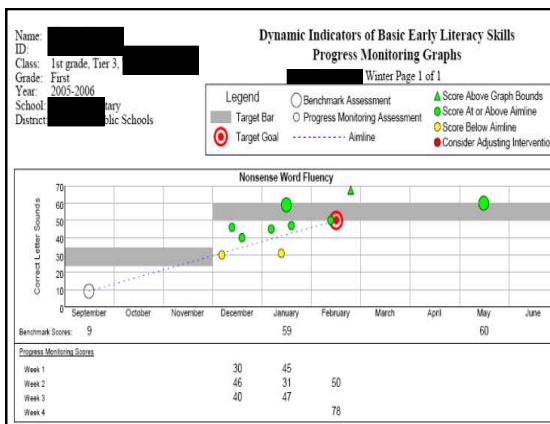 Name:
ID:
Class: 1st grade, Tier 3,
Grade: First
Year: 2005-2006
School: tary
District: blic Schools
Dynamic Indicators of Basic Early Literacy Skills
Progress Monitoring Graphs
Winter Page 1 of 1
Legend
Target Bar
Target Goal
Benchmark Assessment
Progress Monitoring Assessment
Aimline
Score Above Graph Bounds
Score At or Above Aimline
Score Below Aimline
Consider Adjusting Interventio
Nonsense Word Fluency
Correct Letter Sounds
70
60
50
40
30
20
10
0
September October November December January February March April May June
Benchmark Scores: 9 59 60
Progress Monitoring Scores
Week 1 30 45
Week 2 46 31 50
Week 3 40 47
Week 4 78